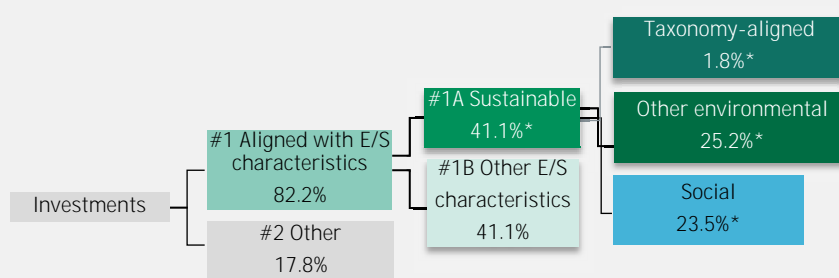 Investments
#1 Aligned with E/S
characteristics
82.2%
#2 Other
17.8%
#1A Sustainable
41.1%*
#1B Other E/S
characteristics
41.1%
Taxonomy-aligned
1.8%*
Other environmental
25.2%*
Social
23.5%*